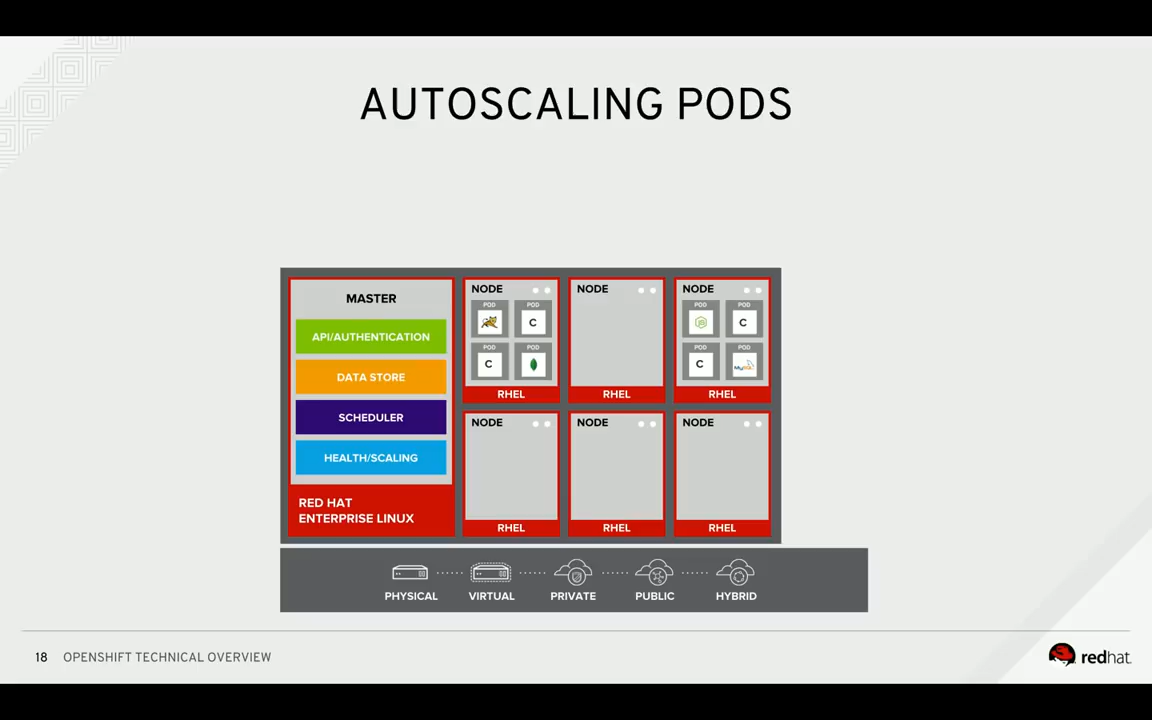 AUTOSCALING PODS
MASTER
API/AUTHENTICATION
DATA STORE
SCHEDULER
HEALTH/SCALING
RED HAT
ENTERPRISE LINUX
NODE
POD POD
C
POD POD
C
RHEL
NODE
RHEL
NODE
POD POD
JS C
POD POD
C MySQL
RHEL
NODE
RHEL
NODE
RHEL
NODE
RHEL
PHYSICAL VIRTUAL PRIVATE PUBLIC HYBRID
18 OPENSHIFT TECHNICAL OVERVIEW
redhat.